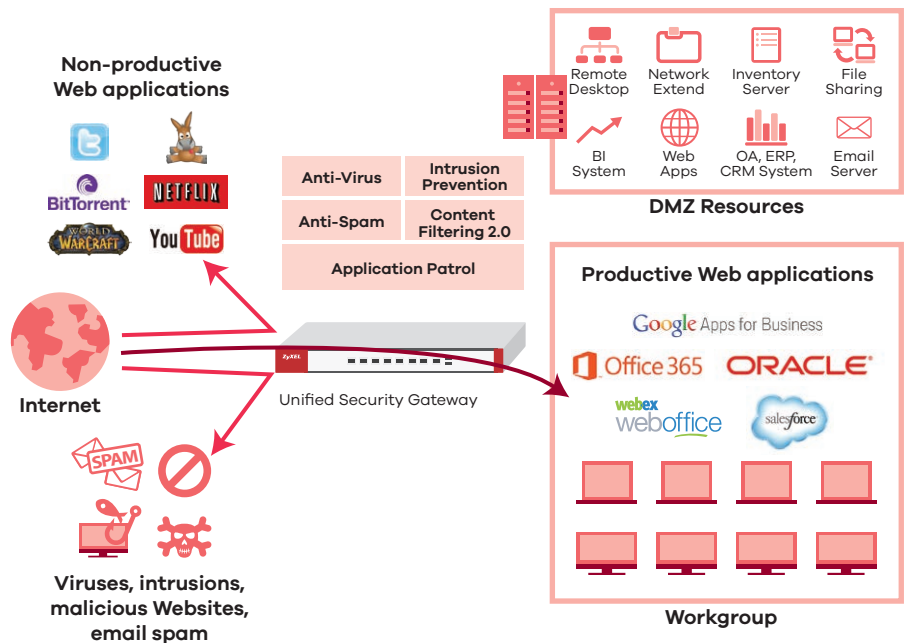 Non-productive
Web applications
BitTorrent
NETFLIX
WORLD
WARCRAFT
YouTube
Internet
SPAM
Viruses, intrusions,
malicious Websites,
email spam
Anti-Virus
Intrusion
Prevention
Anti-Spam
Content
Filtering 2.0
Application Patrol
ZyXEL
Unified Security Gateway
Remote
Desktop
Network
Extend
Inventory
Server
File
Sharing
BI
System
Web
Apps
OA, ERP,
CRM System
Email
Server
DMZ Resources
Productive Web applications
Google Apps for Business
Office 365
ORACLE®
webex
weboffice
salesforce
Workgroup